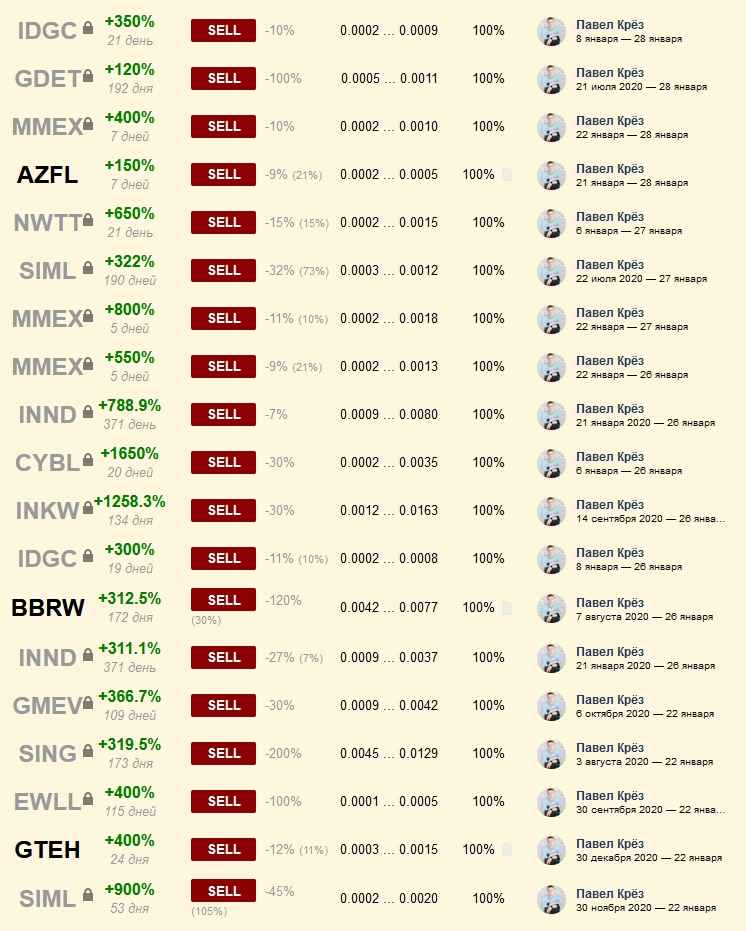 IDGC +350% SELL -10% 0.0002 ... 0.0009 100% Павел Крёз
21 день 8 января — 28 января
GDET +120% SELL -100% 0.0005 ... 0.0011 100% Павел Крёз
192 дня 21 июля 2020 — 28 января
MMEX +400% SELL -10% 0.0002 ... 0.0010 100% Павел Крёз
7 дней 22 января — 28 января
AZFL +150% SELL -9% (21%) 0.0002 ... 0.0005 100% Павел Крёз
7 дней 21 января — 28 января
NWTT +650% SELL -15% (15%) 0.0002 ... 0.0015 100% Павел Крёз
21 день 6 января — 27 января
SIML +322% SELL -32% (73%) 0.0003 ... 0.0012 100% Павел Крёз
190 дней 22 июля 2020 — 27 января
MMEX +800% SELL -11% (10%) 0.0002 ... 0.0018 100% Павел Крёз
5 дней 22 января — 27 января
MMEX +550% SELL -9% (21%) 0.0002 ... 0.0013 100% Павел Крёз
5 дней 22 января — 26 января
INND +788.9% SELL -7% 0.0009 ... 0.0080 100% Павел Крёз
371 день 21 января 2020 — 26 января
CYBL +1650% SELL -30% 0.0002 ... 0.0035 100% Павел Крёз
20 дней 6 января — 26 января
INKW +1258.3% SELL -30% 0.0012 ... 0.0163 100% Павел Крёз
134 дня 14 сентября 2020 — 26 янва...
IDGC +300% SELL -11% (10%) 0.0002 ... 0.0008 100% Павел Крёз
19 дней 8 января — 26 января
BBRW +312.5% SELL -120% 0.0042 ... 0.0077 100% Павел Крёз
172 дня (30%) 7 августа 2020 — 26 января
INND +311.1% SELL -27% (7%) 0.0009 ... 0.0037 100% Павел Крёз
371 день 21 января 2020 — 26 января
GMEV +366.7% SELL -30% 0.0009 ... 0.0042 100% Павел Крёз
109 дней 6 октября 2020 — 22 января
SING +319.5% SELL -200% 0.0045 ... 0.0129 100% Павел Крёз
173 дня 3 августа 2020 — 22 января
EWLL +400% SELL -100% 0.0001 ... 0.0005 100% Павел Крёз
115 дней 30 сентября 2020 — 22 янва...
GTEH +400% SELL -12% (11%) 0.0003 ... 0.0015 100% Павел Крёз
24 дня 30 декабря 2020 — 22 января
SIML +900% SELL -45% 0.0002 ... 0.0020 100% Павел Крёз
53 дня (105%) 30 ноября 2020 — 22 января